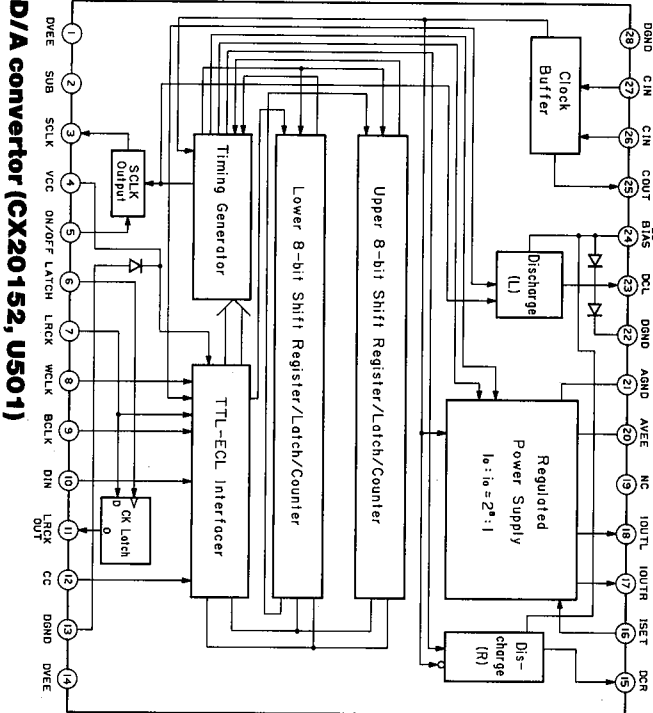 D/A convertor (CX20152, U501)
DGND
CIN
CIN
COUT
BIAS
DCL
DGND
AGND
AVEE
NC
IOUTL
IOUTR
ISET
DCR
28
27
26
25
24
23
22
21
20
19
18
17
16
15
Clock
Buffer
Discharge
(L)
Regulated
Power Supply
Io : io = 2⁸ : 1
Dis-
charge
(R)
Upper 8-bit Shift Register/Latch/Counter
Lower 8-bit Shift Register/Latch/Counter
Timing Generator
TTL-ECL Interfacer
SCLK
Output
CK Latch
D
O
1
2
3
4
5
6
7
8
9
10
11
12
13
14
DVEE
SUB
SCLK
VCC
ON/OFF
LATCH
LRCK
WCLK
BCLK
DIN
LRCK
OUT
CC
DGND
DVEE